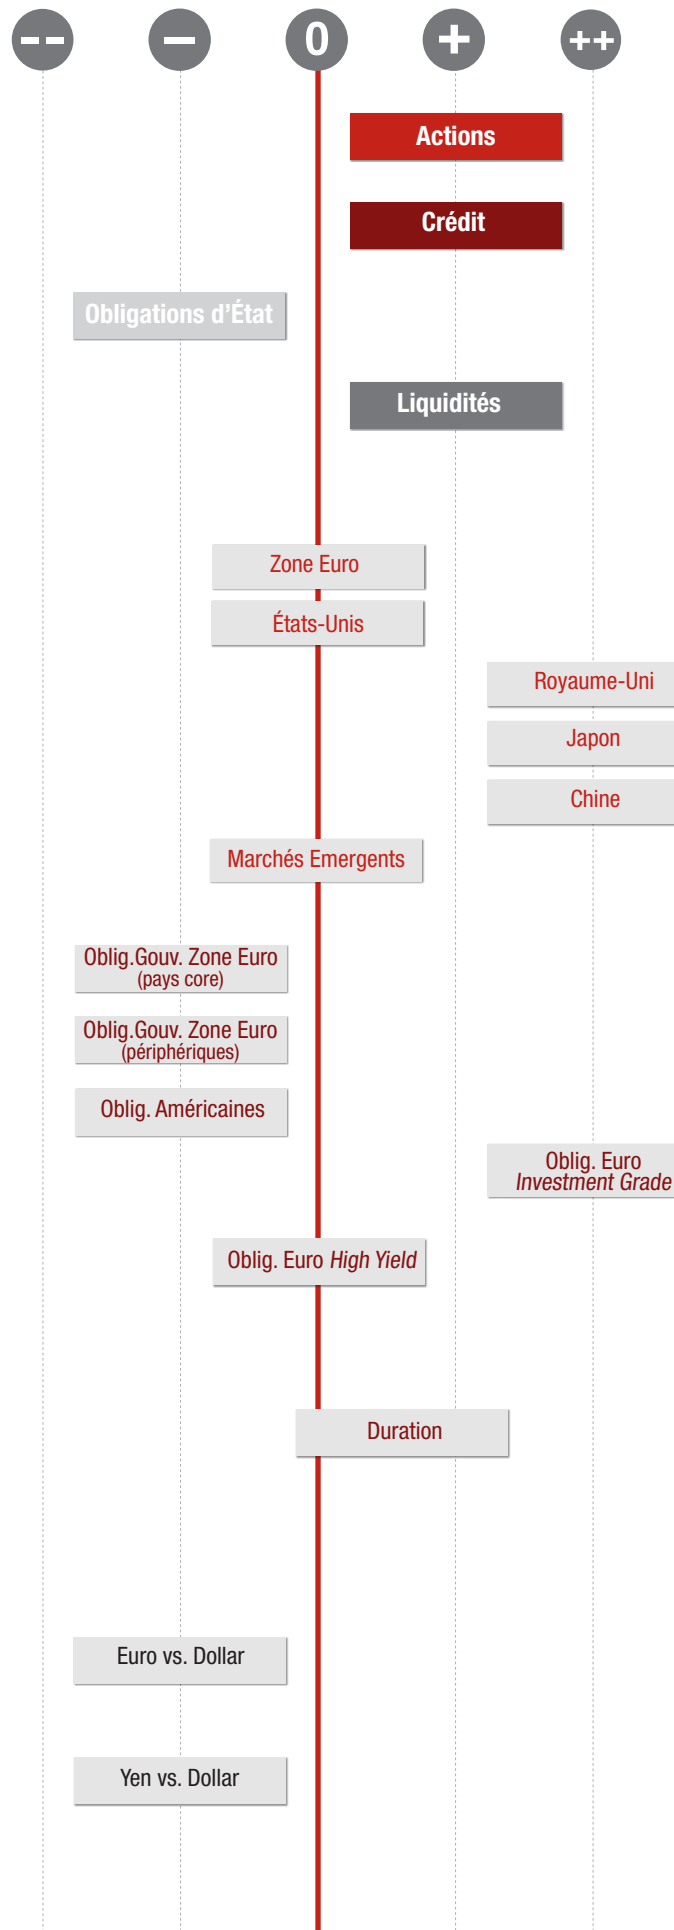 -- - 0 + ++
Actions
Crédit
Obligations d’État
Liquidités
Zone Euro
États-Unis
Royaume-Uni
Japon
Chine
Marchés Emergents
Oblig.Gouv. Zone Euro
(pays core)
Oblig.Gouv. Zone Euro
(périphériques)
Oblig. Américaines
Oblig. Euro
Investment Grade
Oblig. Euro High Yield
Duration
Euro vs. Dollar
Yen vs. Dollar